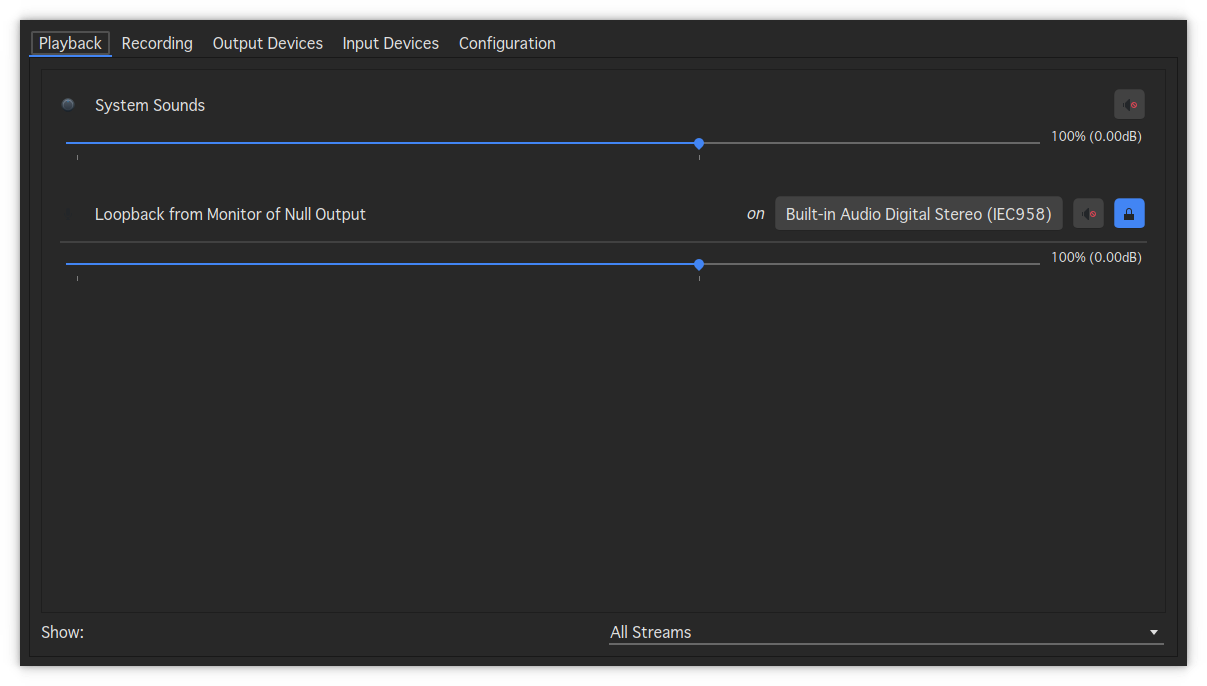 Playback Recording Output Devices Input Devices Configuration
System Sounds
100% (0.00dB)
Loopback from Monitor of Null Output on Built-in Audio Digital Stereo (IEC958)
100% (0.00dB)
Show: All Streams